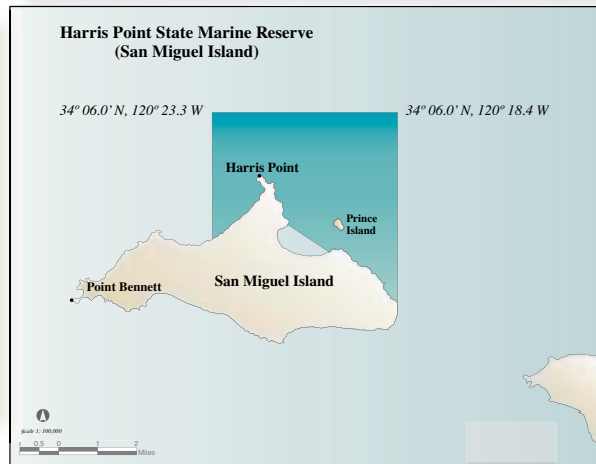 Harris Point State Marine Reserve
(San Miguel Island)
34º 06.0’ N, 120º 23.3 W
34º 06.0’ N, 120º 18.4 W
Harris Point
Prince
Island
San Miguel Island
Point Bennett
Scale 1: 100,000
1 0.5 0 1 2
Miles